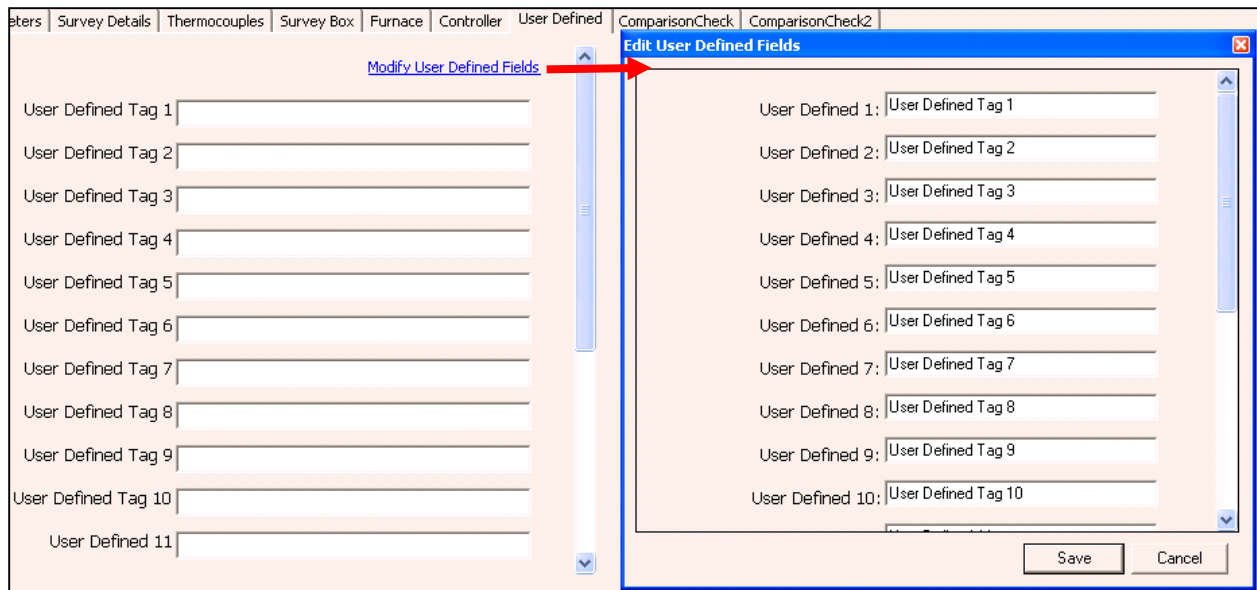 eters Survey Details Thermocouples Survey Box Furnace Controller User Defined ComparisonCheck ComparisonCheck2
Modify User Defined Fields
User Defined Tag 1
User Defined Tag 2
User Defined Tag 3
User Defined Tag 4
User Defined Tag 5
User Defined Tag 6
User Defined Tag 7
User Defined Tag 8
User Defined Tag 9
User Defined Tag 10
User Defined 11
Edit User Defined Fields
User Defined 1: User Defined Tag 1
User Defined 2: User Defined Tag 2
User Defined 3: User Defined Tag 3
User Defined 4: User Defined Tag 4
User Defined 5: User Defined Tag 5
User Defined 6: User Defined Tag 6
User Defined 7: User Defined Tag 7
User Defined 8: User Defined Tag 8
User Defined 9: User Defined Tag 9
User Defined 10: User Defined Tag 10
Save Cancel